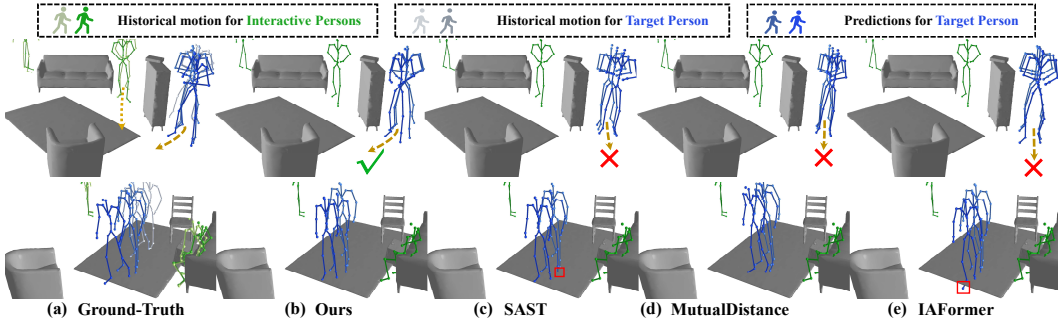 Historical motion for Interactive Persons
Historical motion for Target Person
Predictions for Target Person
(a) Ground-Truth
(b) Ours
(c) SAST
(d) MutualDistance
(e) IAFormer